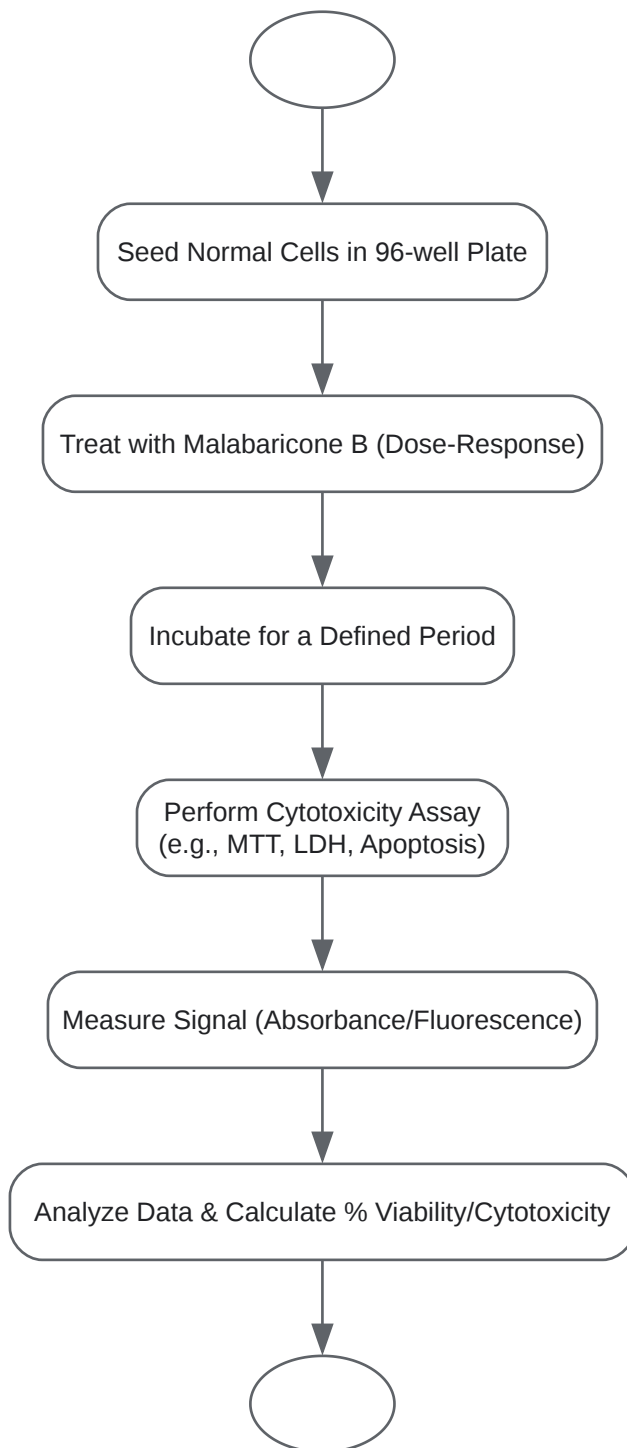 Seed Normal Cells in 96-well Plate
Treat with Malabaricone B (Dose-Response)
Incubate for a Defined Period
Perform Cytotoxicity Assay
(e.g., MTT, LDH, Apoptosis)
Measure Signal (Absorbance/Fluorescence)
Analyze Data & Calculate % Viability/Cytotoxicity